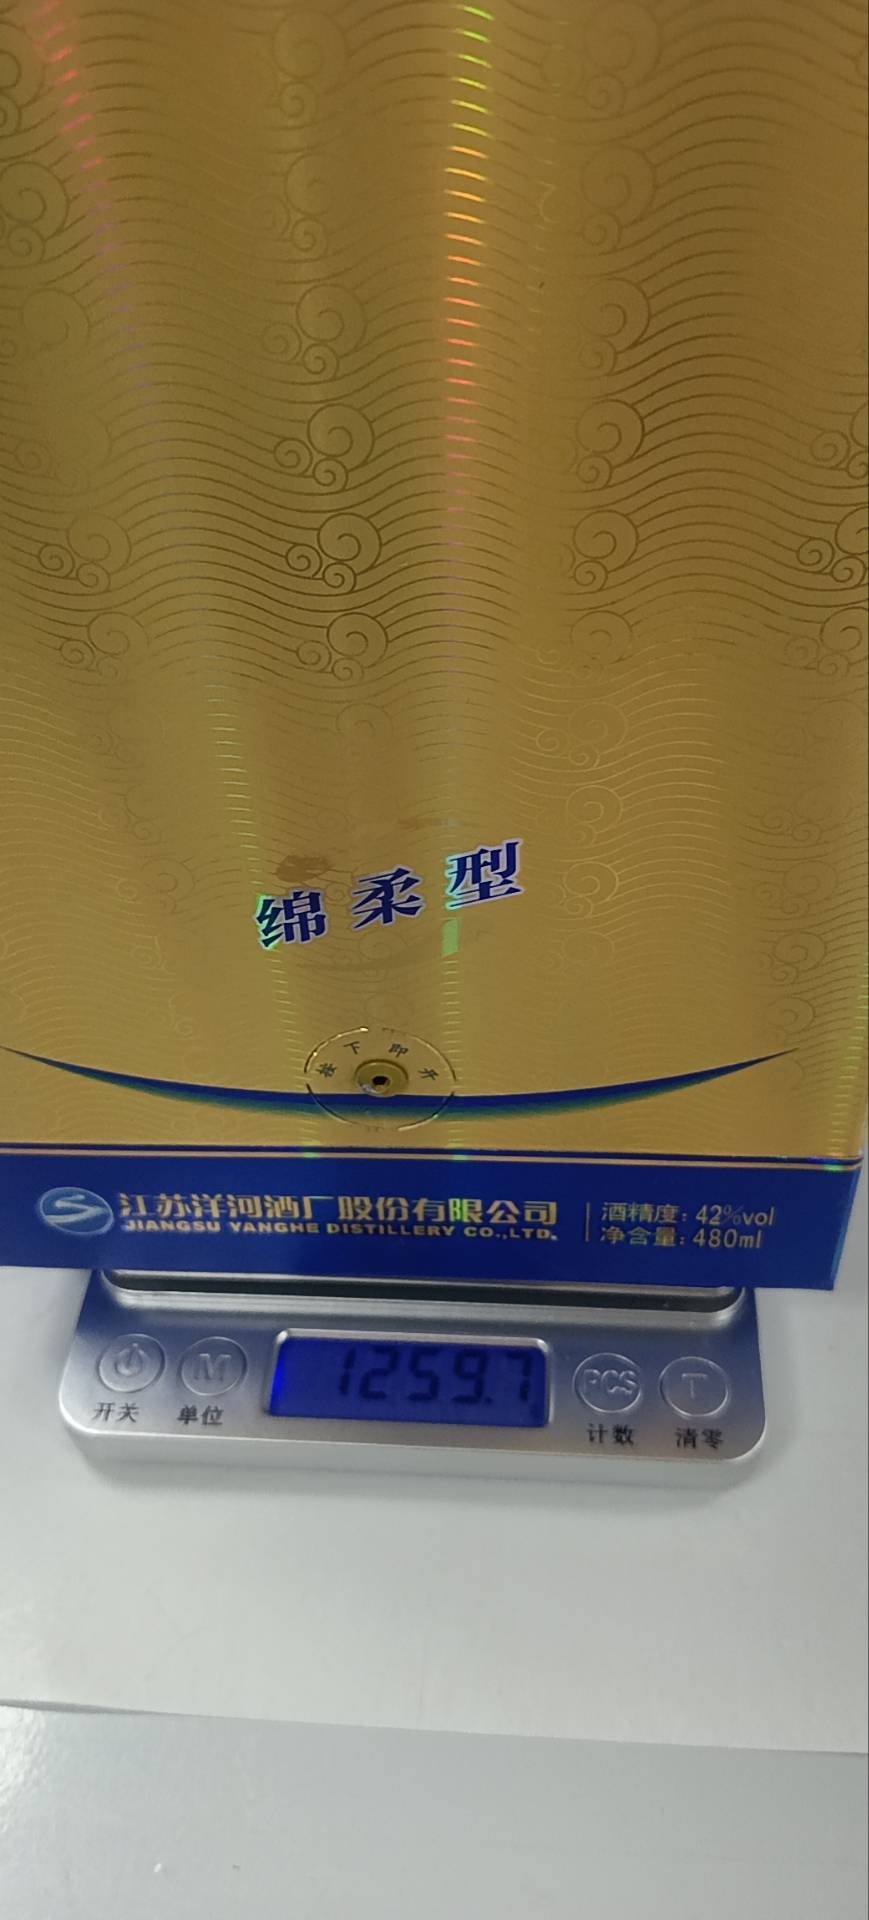 绵柔型
按下即开
江苏洋河酒厂股份有限公司
JIANGSU YANGHE DISTILLERY CO.,LTD.
酒精度: 42%vol
净含量: 480ml
1259.7
M
PCS
T
开关
单位
计数
清零